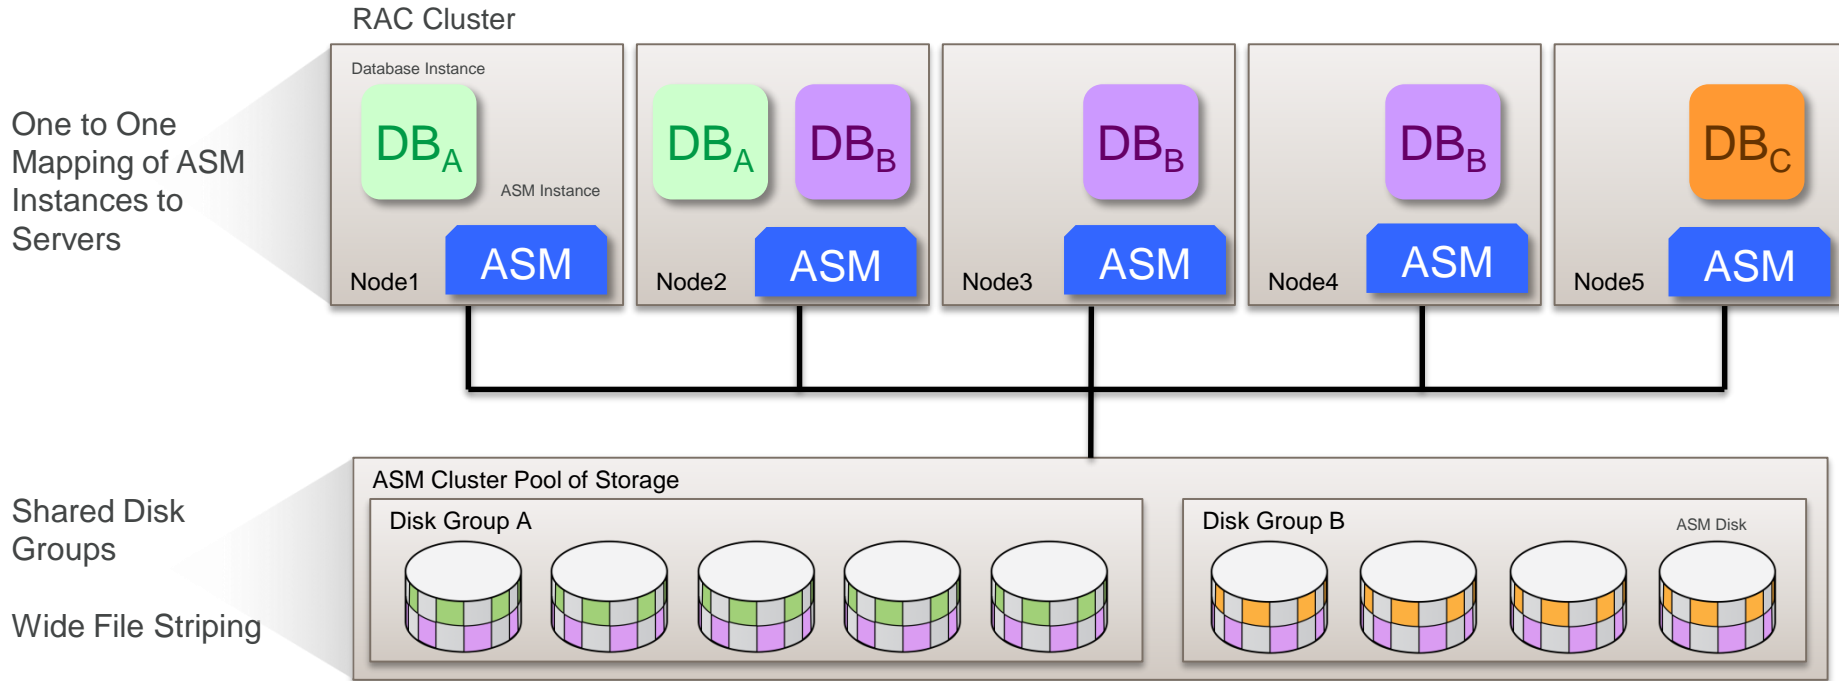 RAC Cluster
One to One
Mapping of ASM
Instances to
Servers
Database Instance
DBA
ASM Instance
ASM
Node1
DBA
DBB
ASM
Node2
DBB
ASM
Node3
DBB
ASM
Node4
DBC
ASM
Node5
Shared Disk
Groups
Wide File Striping
ASM Cluster Pool of Storage
Disk Group A
Disk Group B
ASM Disk